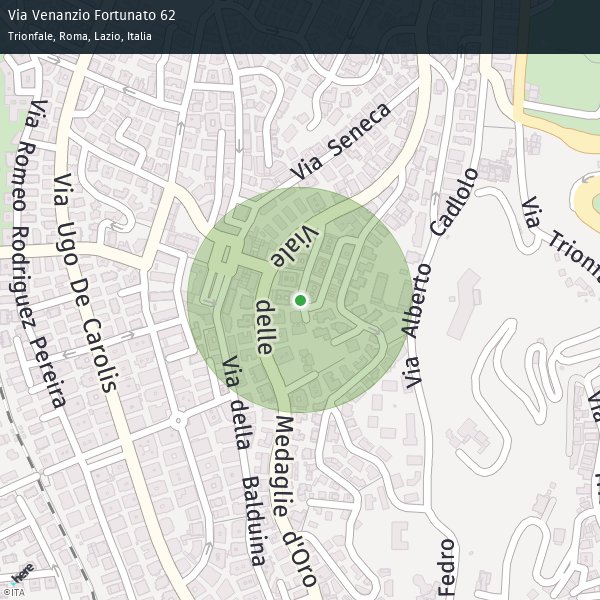 Via Venanzio Fortunato 62
Trionfale, Roma, Lazio, Italia
Via Seneca
Via Romeo Rodriguez Pereira
Via Ugo De Carolis
Viale delle Medaglie d'Oro
Via della Balduina
Via Alberto Cadlolo
Via
Via
Fedro
here
©ITA